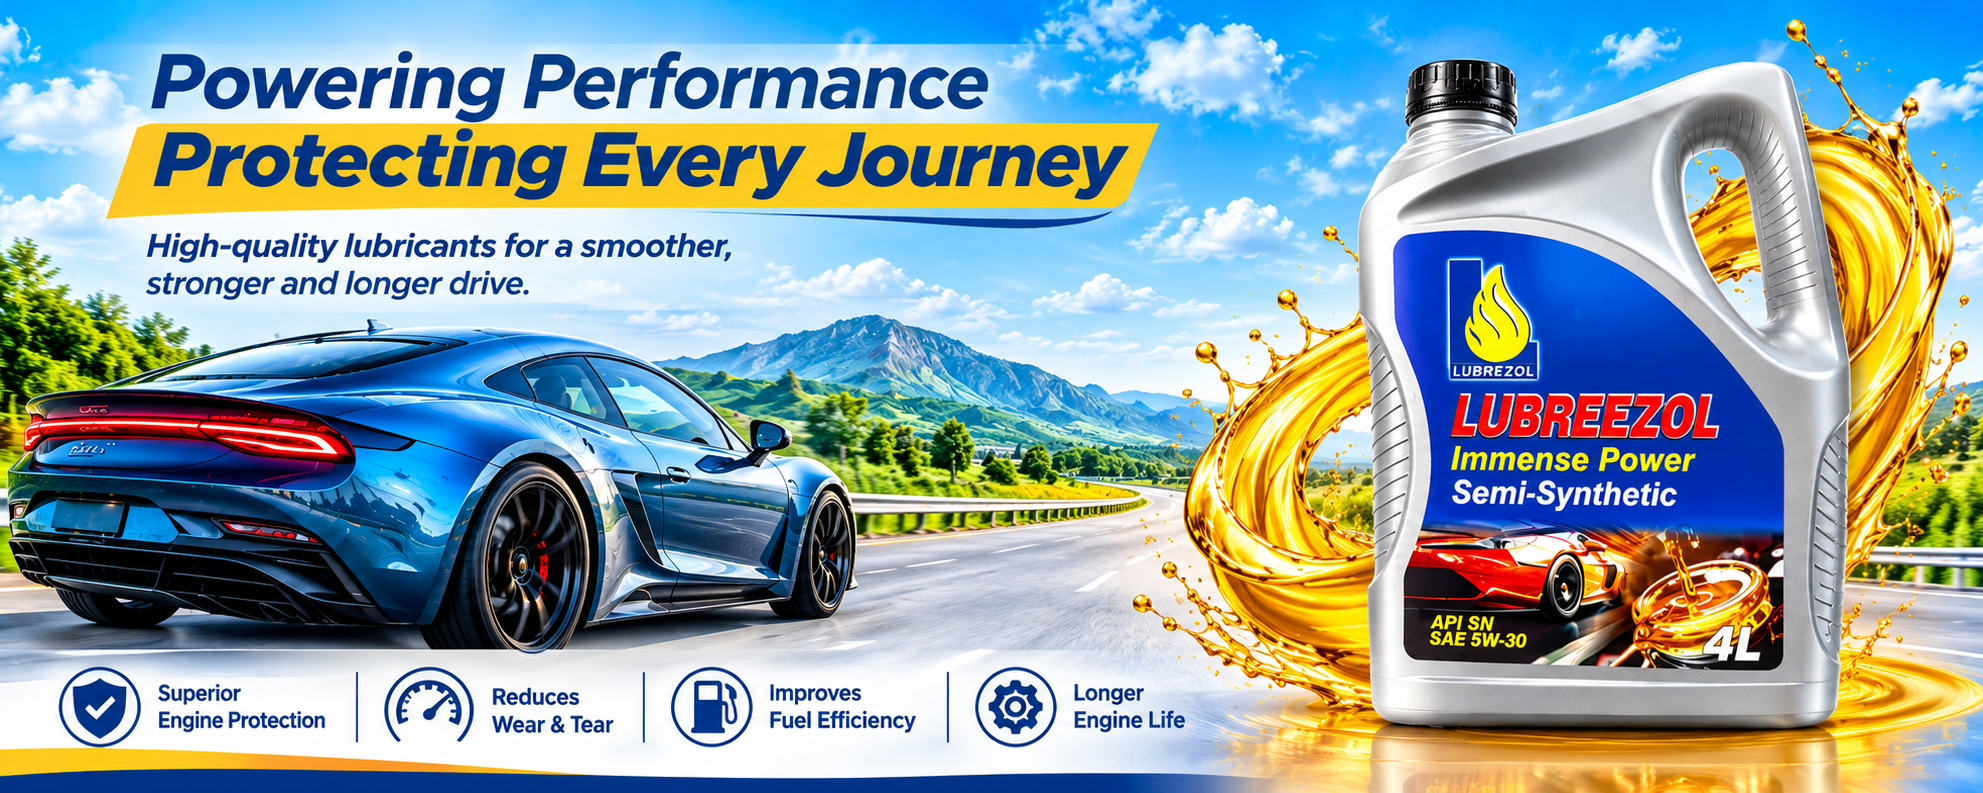 Powering Performance
Protecting Every Journey
High-quality lubricants for a smoother,
stronger and longer drive.
LUBREZOL
LUBREEZOL
Immense Power
Semi-Synthetic
API SN
SAE 5W-30
4L
Superior
Engine Protection
Reduces
Wear & Tear
Improves
Fuel Efficiency
Longer
Engine Life